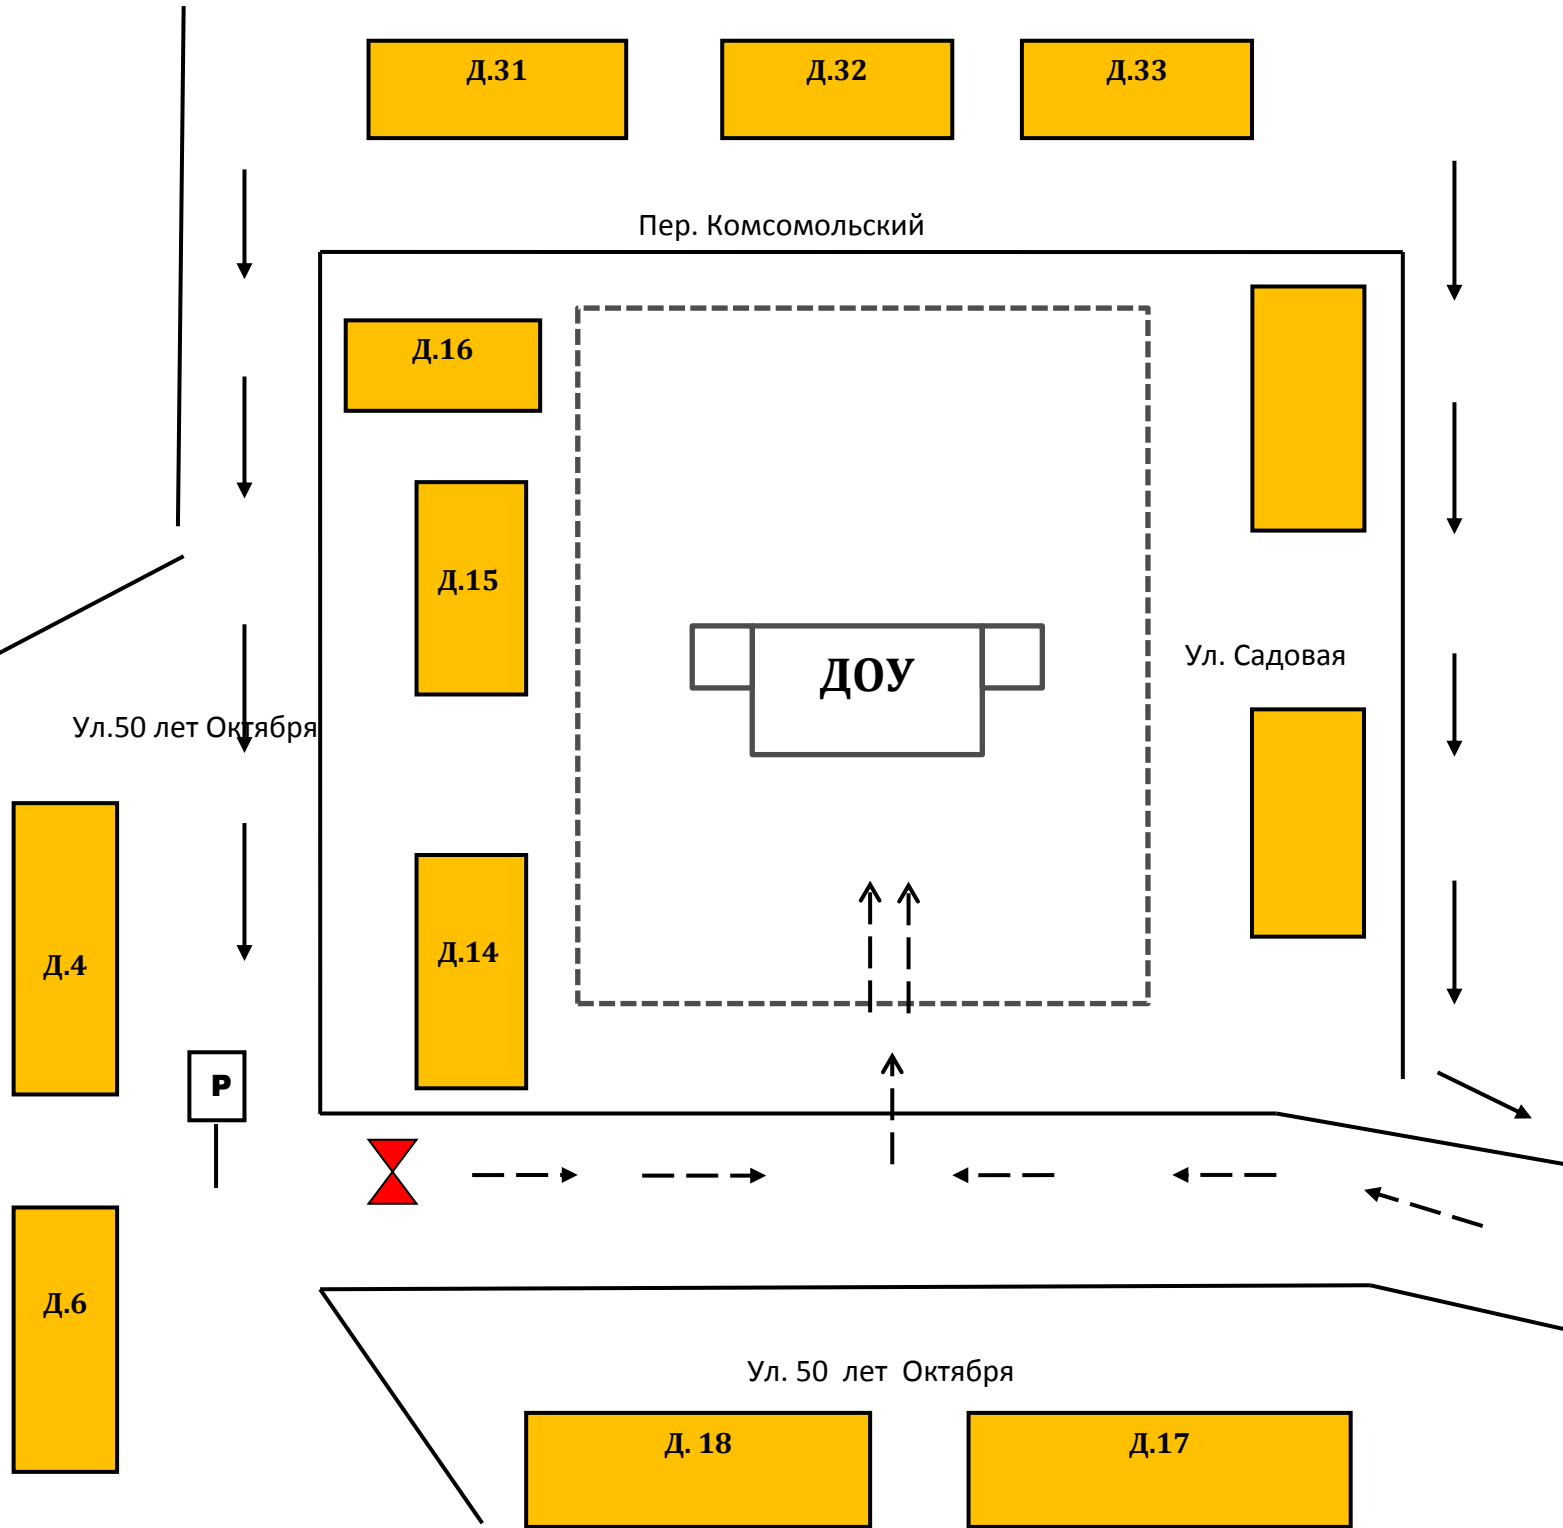 Д.31
Д.32
Д.33
Пер. Комсомольский
Д.16
Д.15
ДОУ
Ул. Садовая
Ул.50 лет Октября
Д.14
Д.4
Р
Д.6
Ул. 50 лет Октября
Д. 18
Д.17